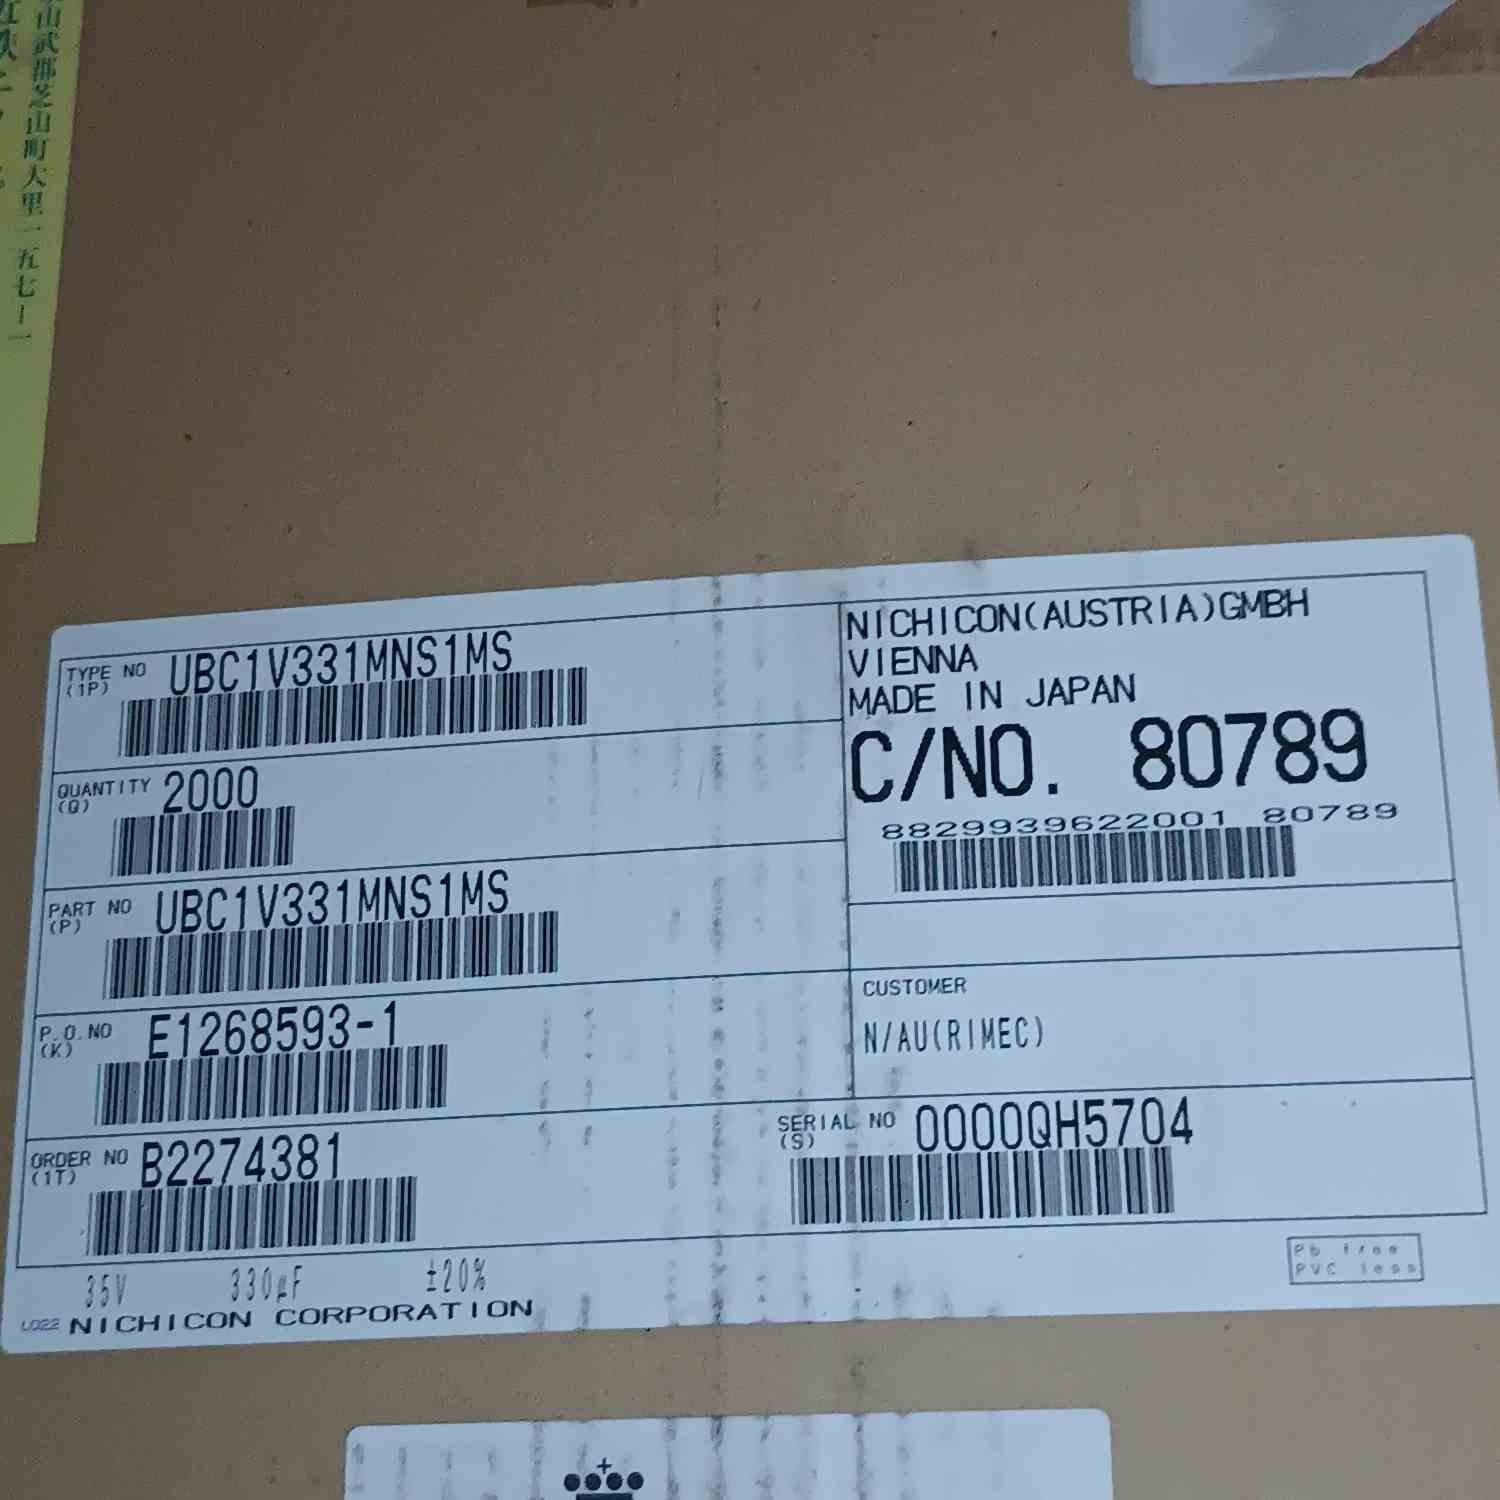 山武郡芝山町大里一五七ー一
TYPE NO UBC1V331MNS1MS
(1P)
QUANTITY 2000
(Q)
PART NO UBC1V331MNS1MS
(P)
P.O.NO E1268593-1
(K)
ORDER NO B2274381
(1T)
NICHICON(AUSTRIA)GMBH
VIENNA
MADE IN JAPAN
C/NO. 80789
8829939622001 80789
CUSTOMER
N/AU(RIMEC)
SERIAL NO 0000QH5704
(S)
35V 330μF ±20%
L022 NICHICON CORPORATION
Pb free
PVC less